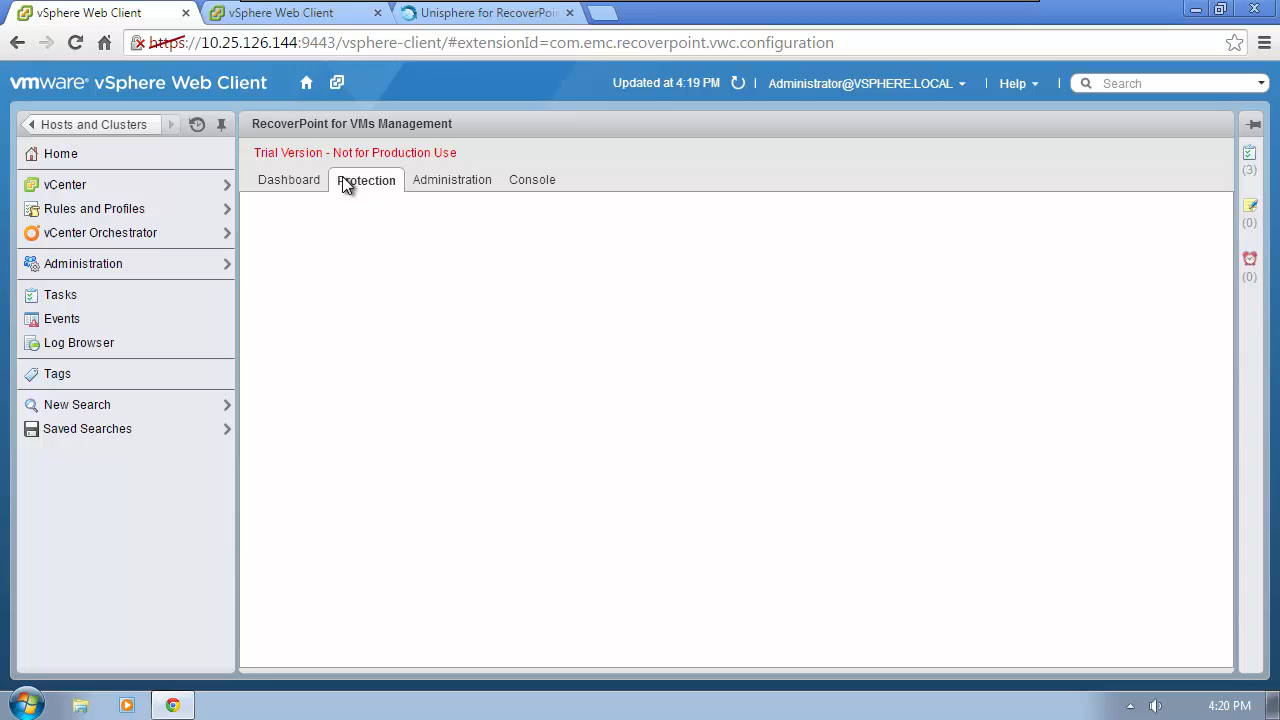 vSphere Web Client
vSphere Web Client
Unisphere for RecoverPoin
https://10.25.126.144:9443/vsphere-client/#extensionId=com.emc.recoverpoint.vwc.configuration
vmware® vSphere Web Client
Updated at 4:19 PM
Administrator@VSPHERE.LOCAL
Help
Search
Hosts and Clusters
RecoverPoint for VMs Management
Home
Trial Version - Not for Production Use
Dashboard
Protection
Administration
Console
vCenter
Rules and Profiles
vCenter Orchestrator
Administration
Tasks
Events
Log Browser
Tags
New Search
Saved Searches
(3)
(0)
(0)
4:20 PM